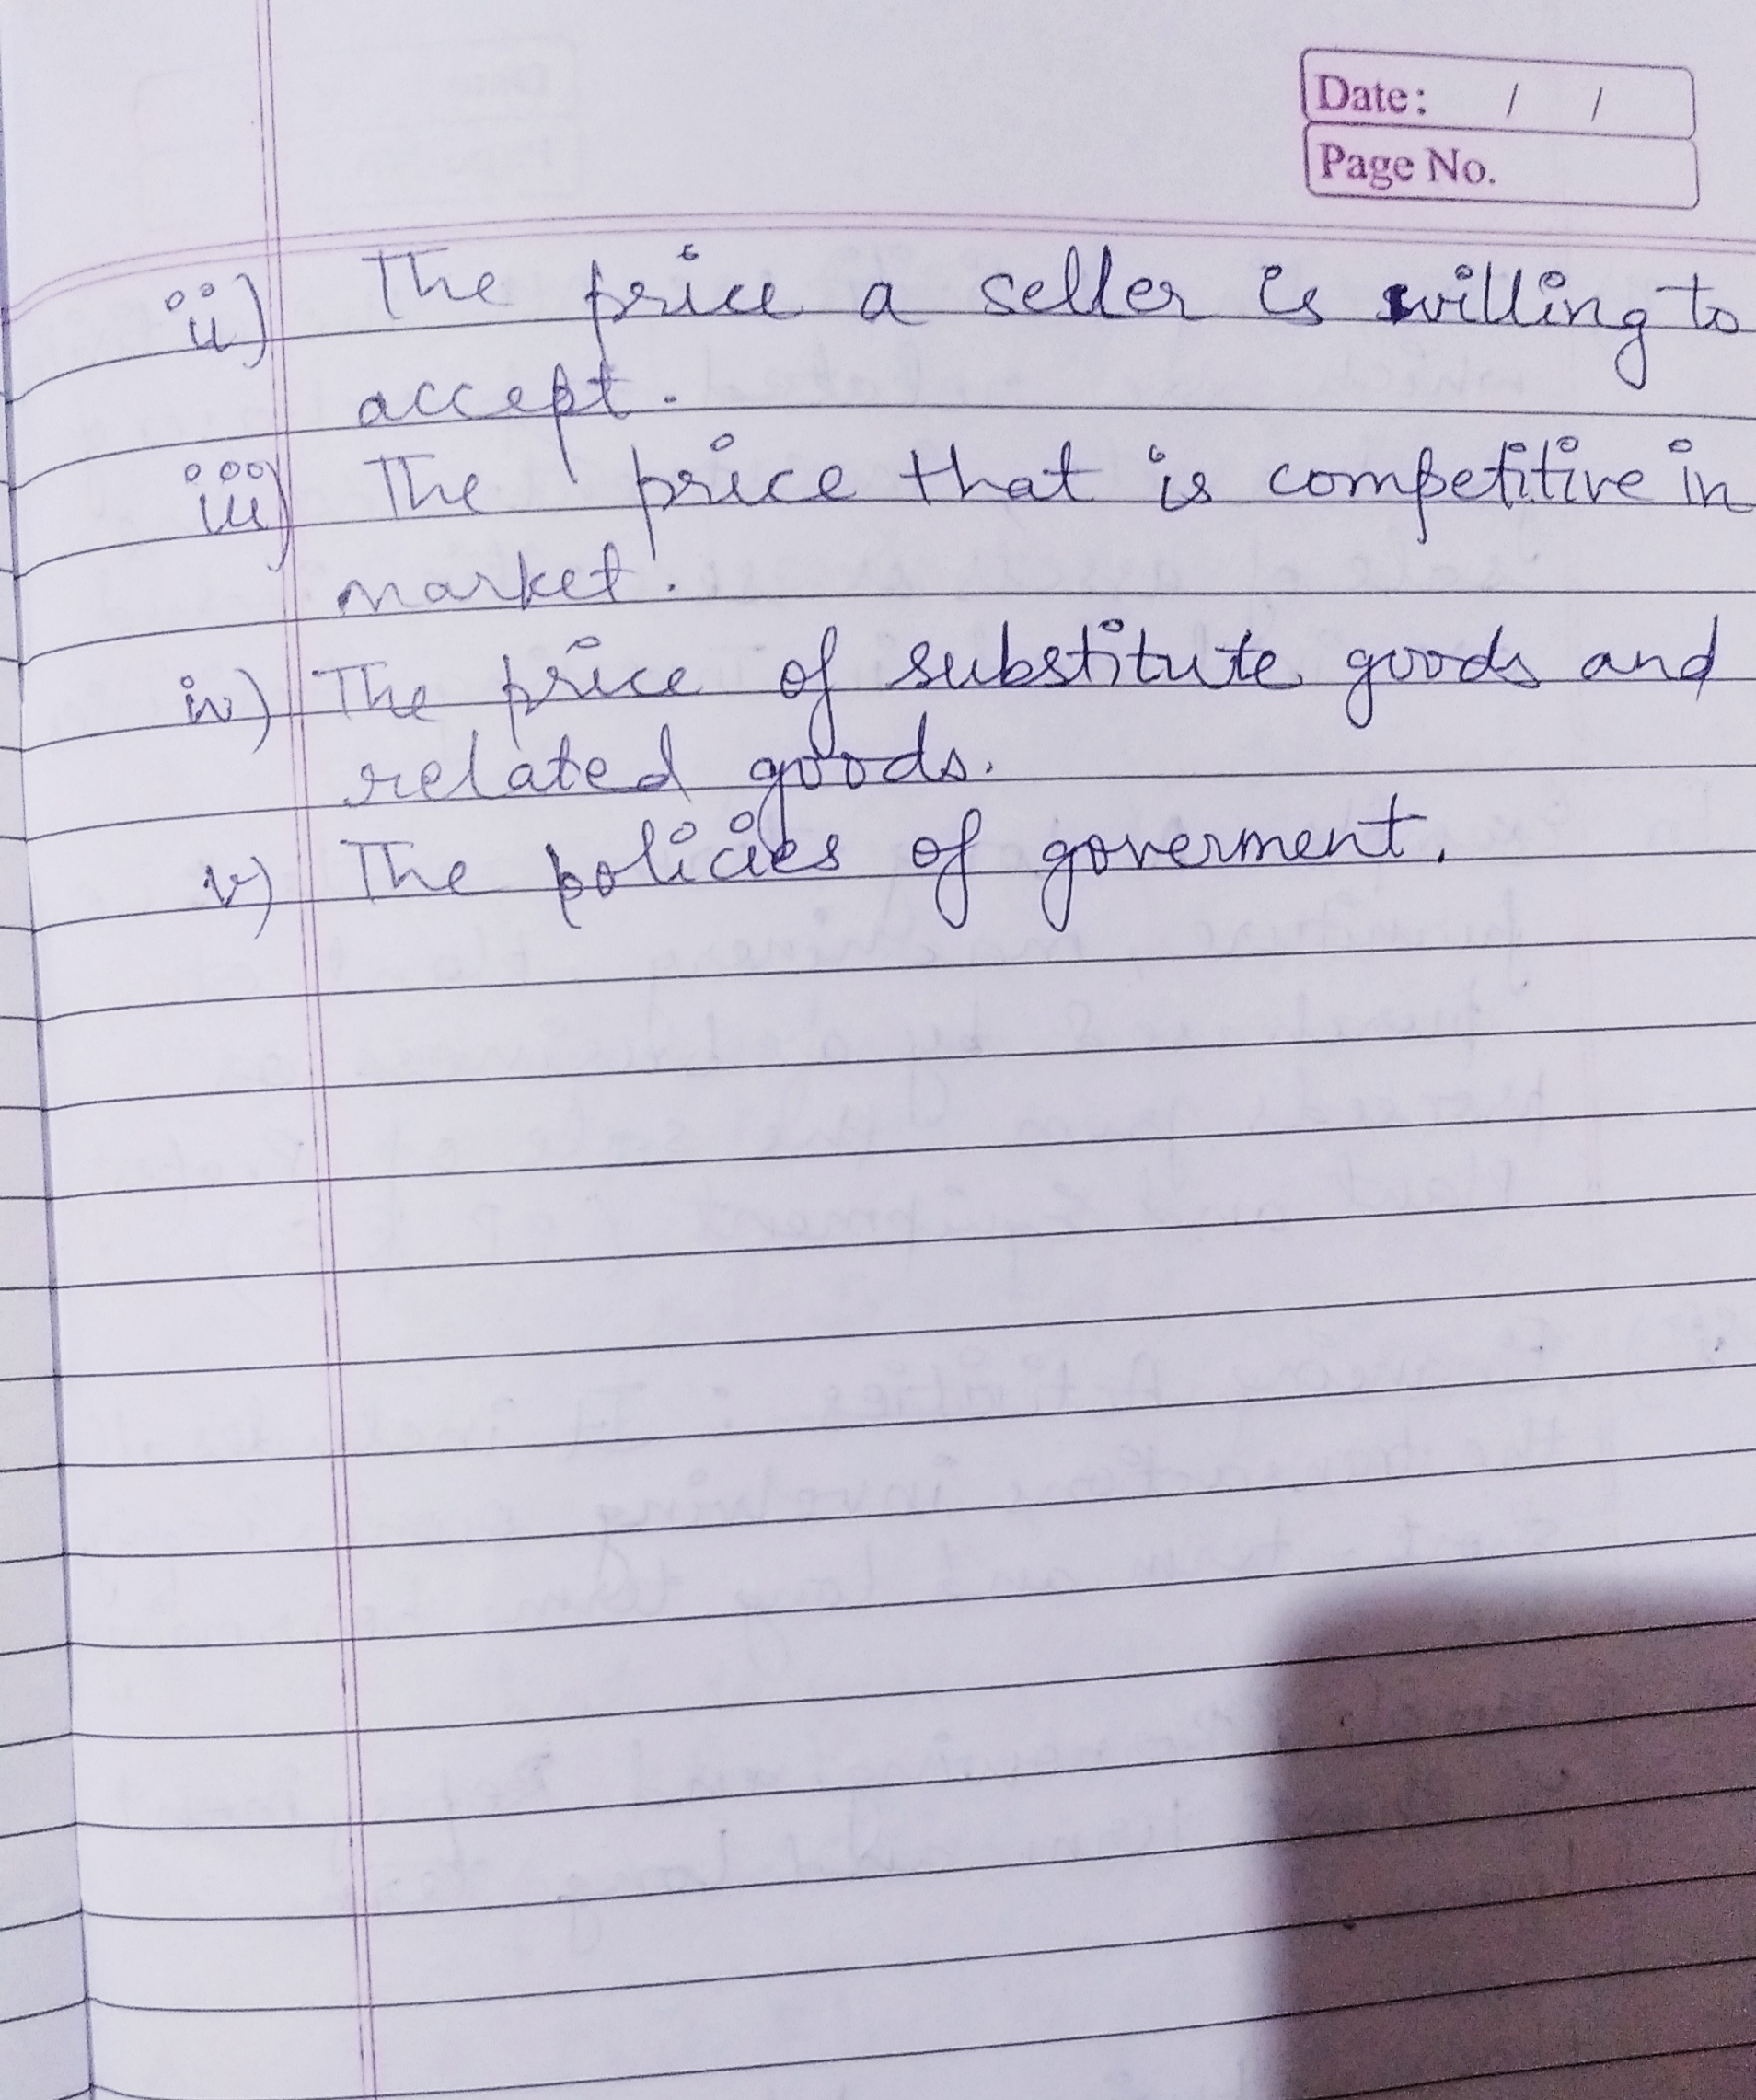 Date: / /
Page No.
ii) The price a seller is willing to
accept.
iii) The price that is competitive in
market.
iv) The price of substitute goods and
related goods.
v) The policies of goverment.